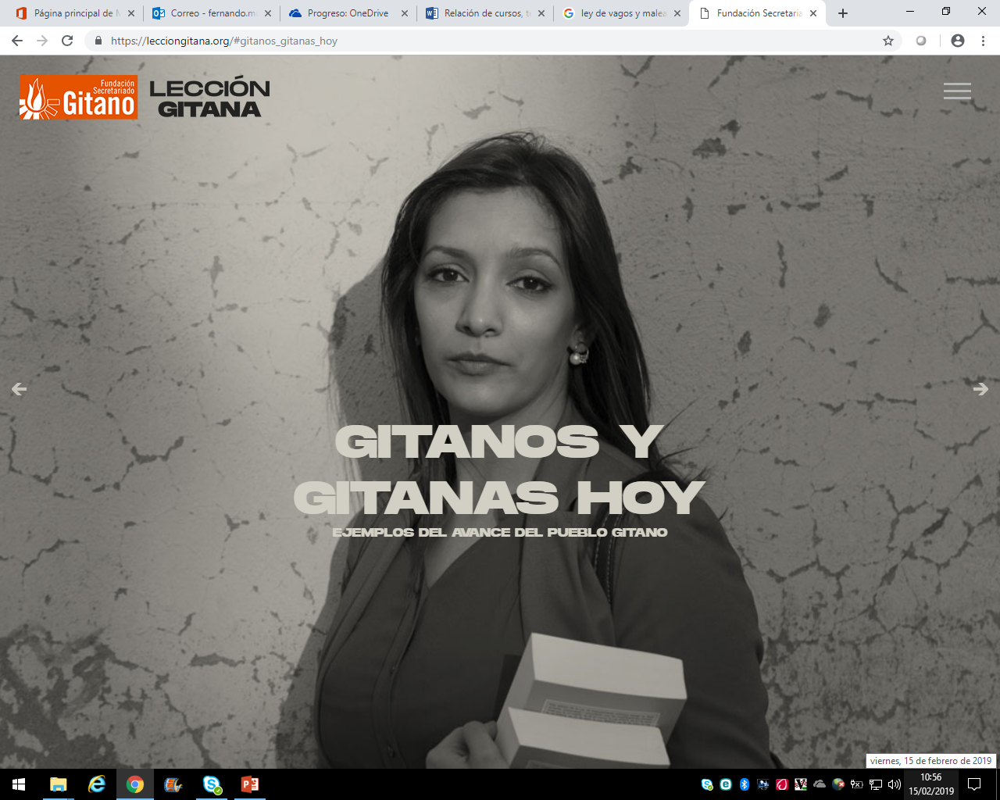 Página principal de M
Correo - fernando.m
Progreso: OneDrive
Relación de cursos, t
ley de vagos y malea
Fundación Secretaria
https://lecciongitana.org/#gitanos_gitanas_hoy
Fundación
Secretariado
Gitano
LECCIÓN
GITANA
GITANOS Y
GITANAS HOY
EJEMPLOS DEL AVANCE DEL PUEBLO GITANO
viernes, 15 de febrero de 2019
10:56
15/02/2019